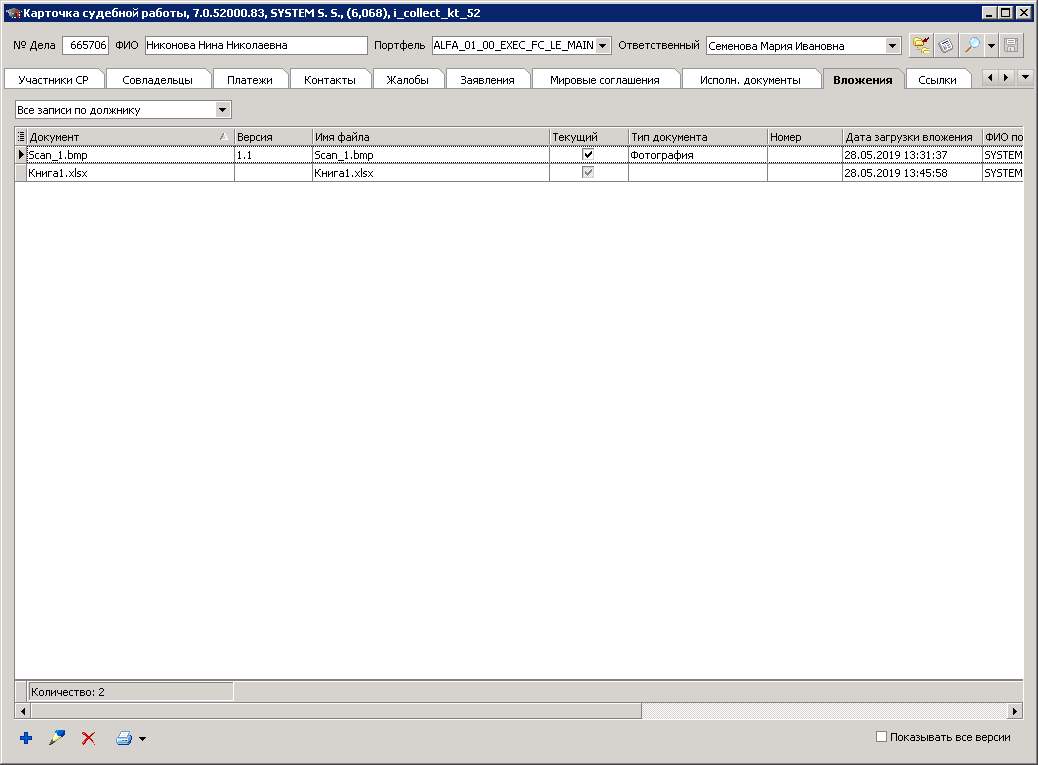 Карточка судебной работы, 7.0.52000.83, SYSTEM S. S., (6,068), i_collect_kt_52
№ Дела 665706 ФИО Никонова Нина Николаевна Портфель ALFA_01_00_EXEC_FC_LE_MAIN Ответственный Семенова Мария Ивановна
Участники СР Совладельцы Платежи Контакты Жалобы Заявления Мировые соглашения Исполн. документы Вложения Ссылки
Все записи по должнику
Документ Версия Имя файла Текущий Тип документа Номер Дата загрузки вложения ФИО по
Scan_1.bmp 1.1 Scan_1.bmp Фотография 28.05.2019 13:31:37 SYSTEM
Книга1.xlsx Книга1.xlsx 28.05.2019 13:45:58 SYSTEM
Количество: 2
Показывать все версии